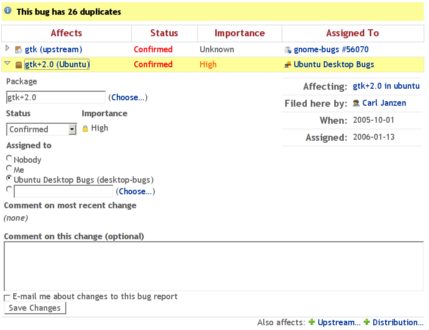 This bug has 26 duplicates
Affects Status Importance Assigned To
gtk (upstream) Confirmed Unknown gnome-bugs #56070
gtk+2.0 (Ubuntu) Confirmed High Ubuntu Desktop Bugs
Package
gtk+2.0 (Choose...)
Status Importance
Confirmed High
Assigned to
Nobody
Me
Ubuntu Desktop Bugs (desktop-bugs)
(Choose...)
Affecting: gtk+2.0 in ubuntu
Filed here by: Carl Janzen
When: 2005-10-01
Assigned: 2006-01-13
Comment on most recent change
(none)
Comment on this change (optional)
E-mail me about changes to this bug report
Save Changes
Also affects: Upstream... Distribution...